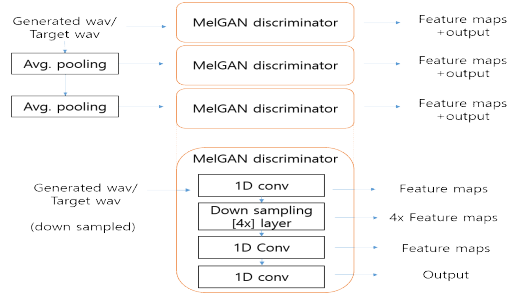 Generated wav/
Target wav
MelGAN discriminator
Feature maps
+output
Avg. pooling
MelGAN discriminator
Feature maps
+output
Avg. pooling
MelGAN discriminator
Feature maps
+output
MelGAN discriminator
Generated wav/
Target wav
(down sampled)
1D conv
Feature maps
Down sampling
[4x] layer
4x Feature maps
1D Conv
Feature maps
1D conv
Output